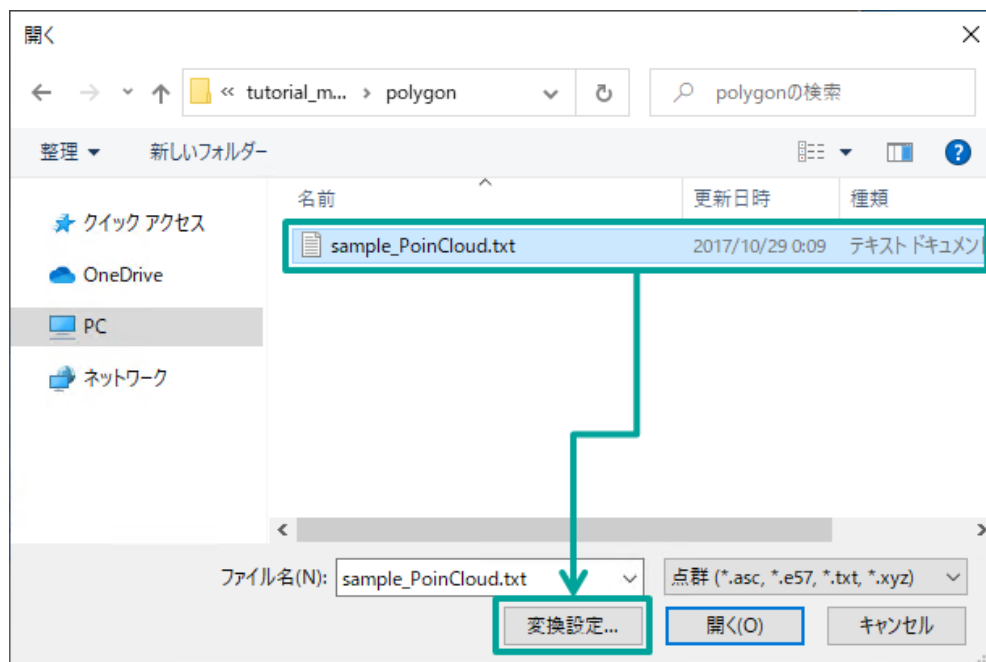 開く
« tutorial_m... › polygon
polygonの検索
整理
新しいフォルダー
名前
更新日時
種類
sample_PoinCloud.txt
2017/10/29 0:09
テキスト ドキュメント
クイック アクセス
OneDrive
PC
ネットワーク
ファイル名(N):
sample_PoinCloud.txt
点群 (*.asc, *.e57, *.txt, *.xyz)
変換設定...
開く(O)
キャンセル